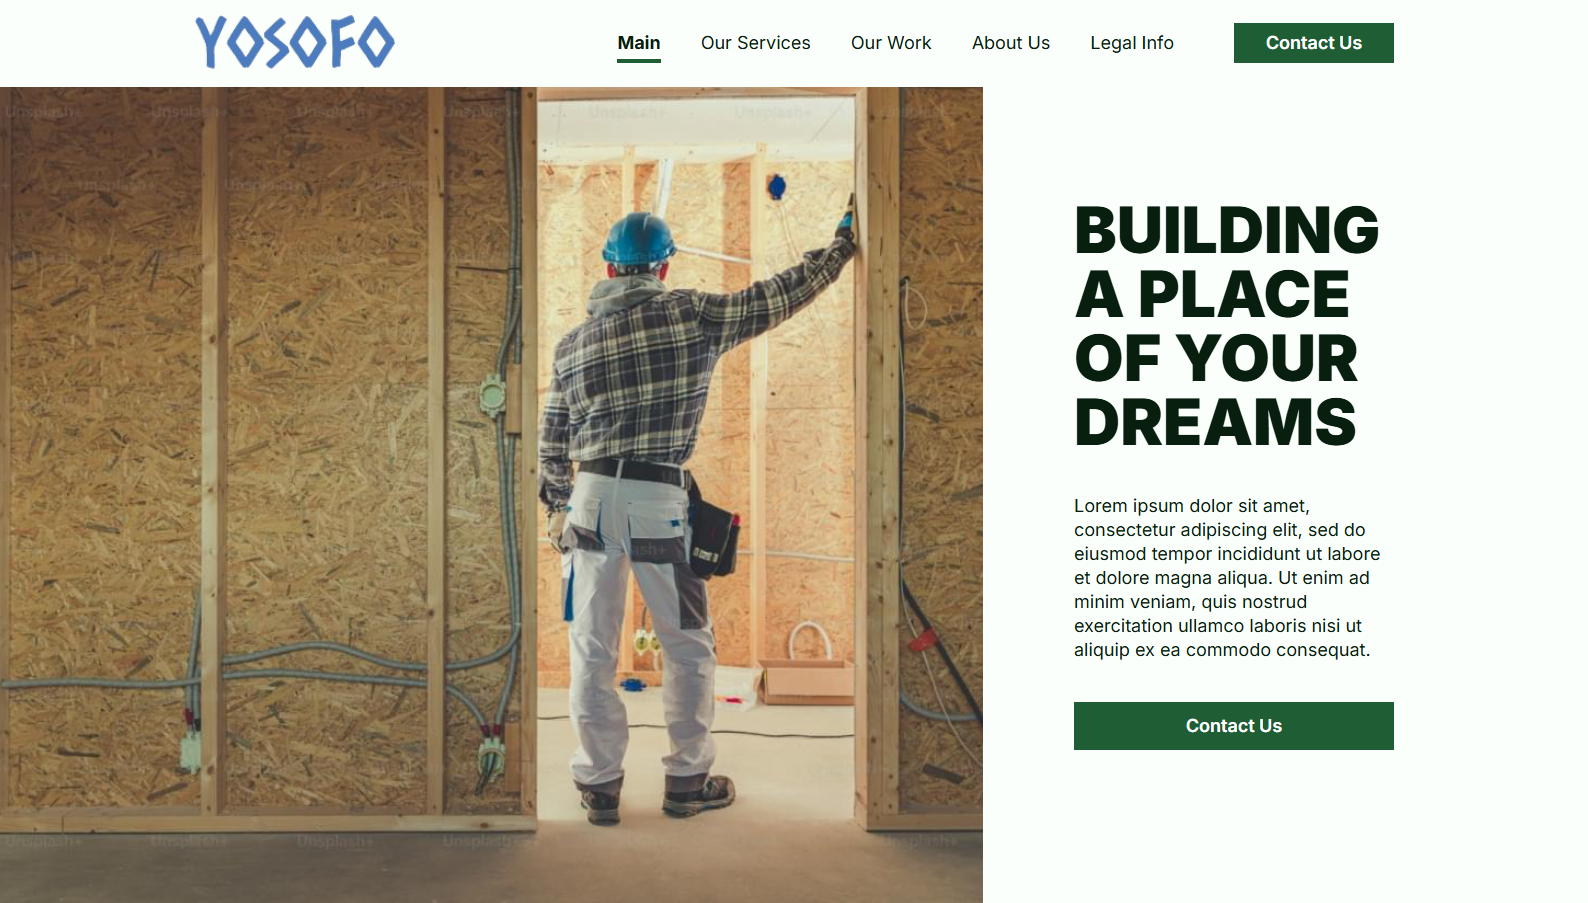 YOSOFO
Main
Our Services
Our Work
About Us
Legal Info
Contact Us
BUILDING
A PLACE
OF YOUR
DREAMS
Lorem ipsum dolor sit amet,
consectetur adipiscing elit, sed do
eiusmod tempor incididunt ut labore
et dolore magna aliqua. Ut enim ad
minim veniam, quis nostrud
exercitation ullamco laboris nisi ut
aliquip ex ea commodo consequat.
Contact Us
Unsplash+